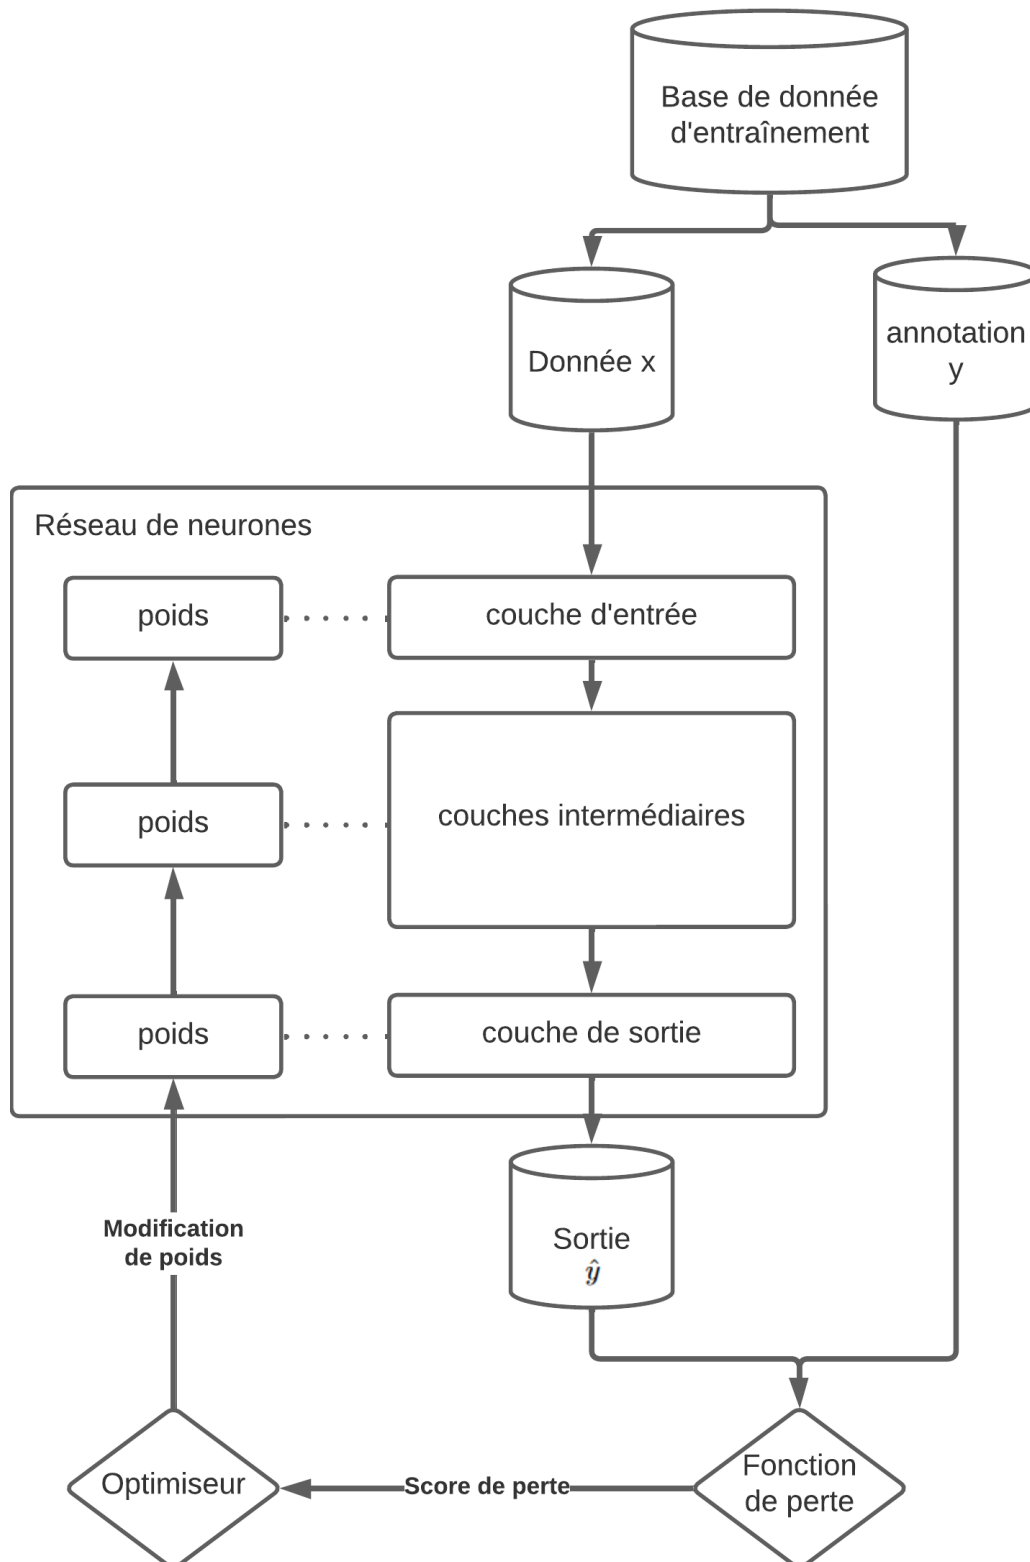 Base de donnée
d'entraînement
Donnée x
annotation
y
Réseau de neurones
poids
couche d'entrée
poids
couches intermédiaires
poids
couche de sortie
Modification
de poids
Sortie
ŷ
Optimiseur
Score de perte
Fonction
de perte